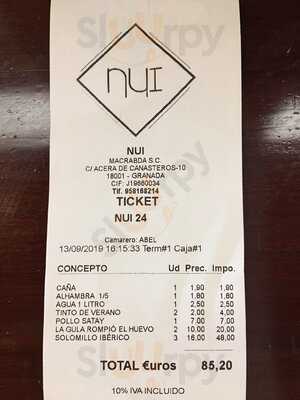 nui
NUI
MACRABDA S.C.
C/ ACERA DE CANASTEROS-10
18001 - GRANADA
CIF: J19660034
Tlf. 958168214
TICKET
NUI 24
Camarero: ABEL
13/09/2019 16:15:33 Term#1 Caja#1
CONCEPTO Ud Prec. Impo.
CAÑA 1 1,90 1,90
ALHAMBRA 1/5 1 1,80 1,80
AGUA 1 LITRO 1 2,50 2,50
TINTO DE VERANO 2 2,00 4,00
POLLO SATAY 1 7,00 7,00
LA GULA ROMPIÓ EL HUEVO 2 10,00 20,00
SOLOMILLO IBÉRICO 3 16,00 48,00
TOTAL €uros 85,20
10% IVA INCLUIDO